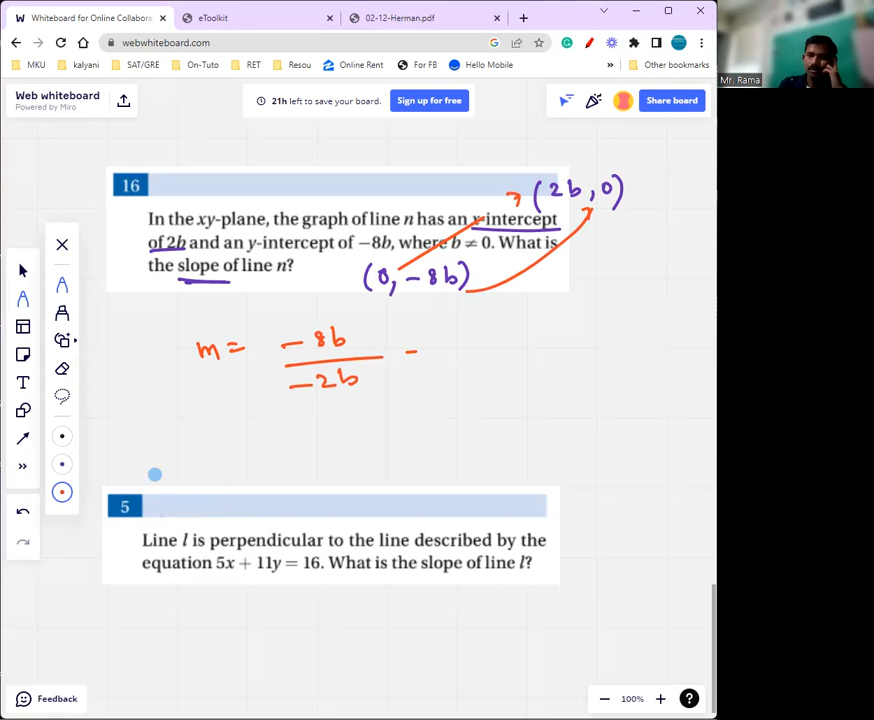 Whiteboard for Online Collabora
eToolkit
02-12-Herman.pdf
webwhiteboard.com
MKU
kalyani
SAT/GRE
On-Tuto
RET
Resou
Online Rent
For FB
Hello Mobile
Other bookmarks
Mr. Rama
Web whiteboard
Powered by Miro
21h left to save your board.
Sign up for free
Share board
16
(2b, 0)
In the xy-plane, the graph of line n has an x-intercept
of 2b and an y-intercept of −8b, where b ≠ 0. What is
the slope of line n?
(0, −8b)
m = −8b
−2b
5
Line l is perpendicular to the line described by the
equation 5x + 11y = 16. What is the slope of line l?
Feedback
100%